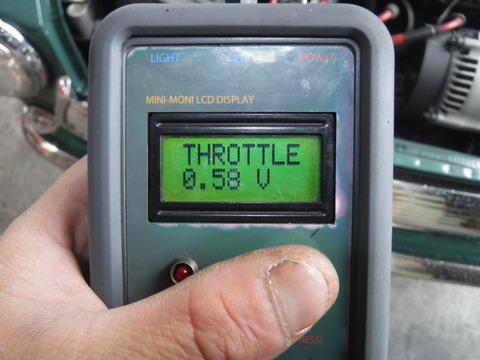 LIGHT POWER
MINI-MONI LCD DISPLAY
THROTTLE
0.58 V